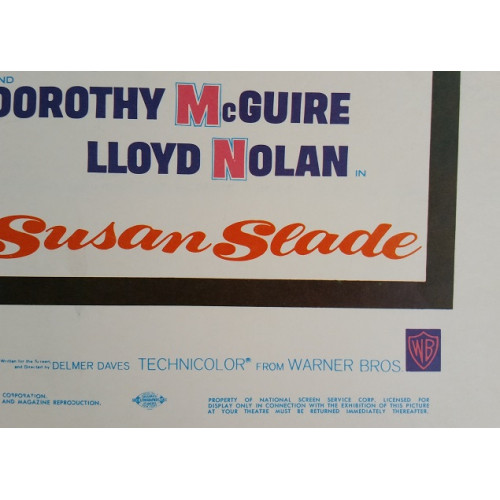 ND
DOROTHY McGUIRE
LLOYD NOLAN IN
Susan Slade
Written for the Screen
and Directed by DELMER DAVES TECHNICOLOR® FROM WARNER BROS.
WB
CORPORATION.
AND MAGAZINE REPRODUCTION.
PROPERTY OF NATIONAL SCREEN SERVICE CORP. LICENSED FOR
DISPLAY ONLY IN CONNECTION WITH THE EXHIBITION OF THIS PICTURE
AT YOUR THEATRE MUST BE RETURNED IMMEDIATELY THEREAFTER.